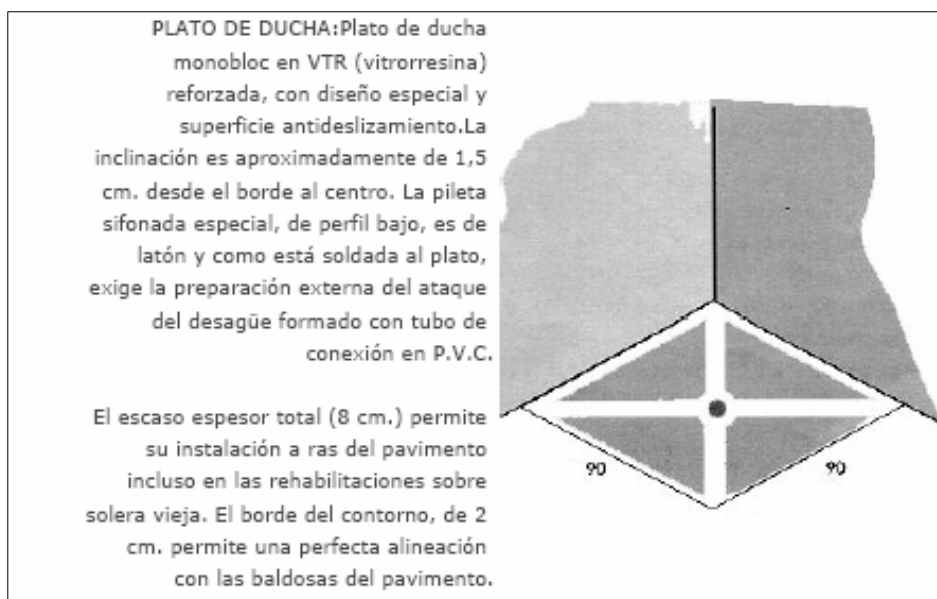 PLATO DE DUCHA:Plato de ducha
monobloc en VTR (vitrorresina)
reforzada, con diseño especial y
superficie antideslizamiento.La
inclinación es aproximadamente de 1,5
cm. desde el borde al centro. La pileta
sifonada especial, de perfil bajo, es de
latón y como está soldada al plato,
exige la preparación externa del ataque
del desagüe formado con tubo de
conexión en P.V.C.
El escaso espesor total (8 cm.) permite
su instalación a ras del pavimento
incluso en las rehabilitaciones sobre
solera vieja. El borde del contorno, de 2
cm. permite una perfecta alineación
con las baldosas del pavimento.
90
90